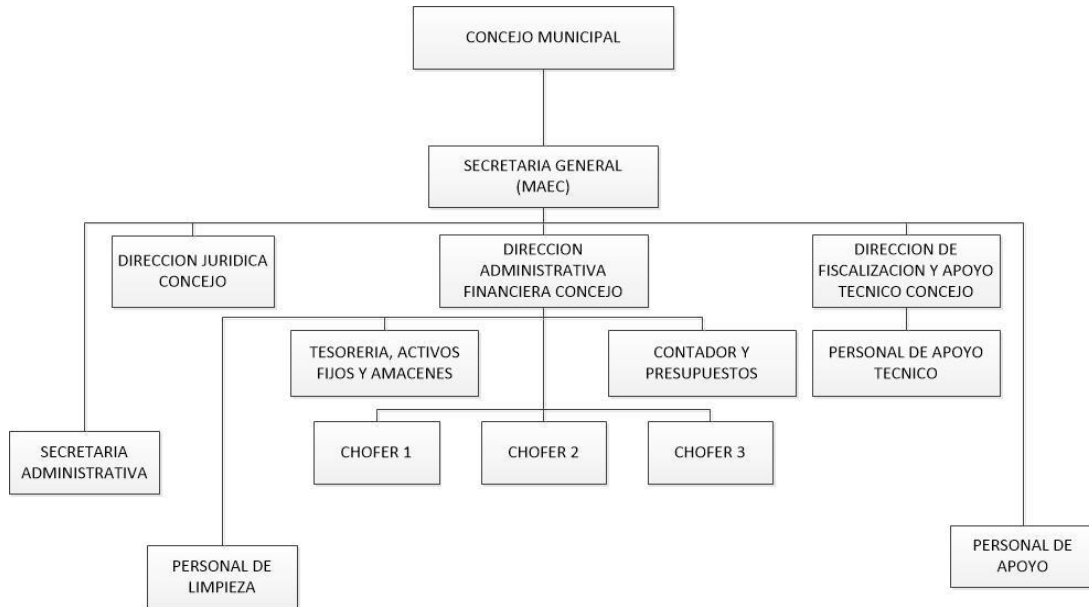 CONCEJO MUNICIPAL
SECRETARIA GENERAL
(MAEC)
DIRECCION JURIDICA
CONCEJO
DIRECCION
ADMINISTRATIVA
FINANCIERA CONCEJO
DIRECCION DE
FISCALIZACION Y APOYO
TECNICO CONCEJO
TESORERIA, ACTIVOS
FIJOS Y AMACENES
CONTADOR Y
PRESUPUESTOS
PERSONAL DE APOYO
TECNICO
SECRETARIA
ADMINISTRATIVA
CHOFER 1
CHOFER 2
CHOFER 3
PERSONAL DE
LIMPIEZA
PERSONAL DE
APOYO